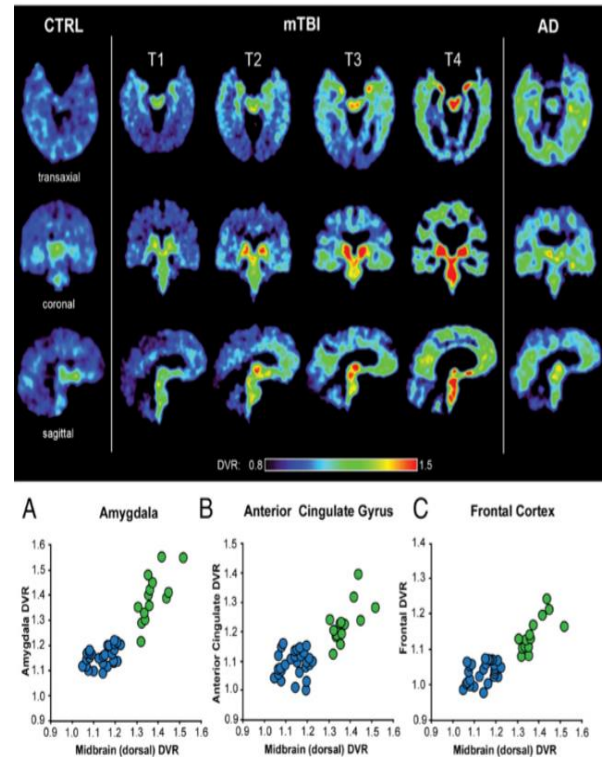 CTRL mTBI AD
T1 T2 T3 T4
transaxial
coronal
sagittal
DVR: 0.8 1.5
A Amygdala
B Anterior Cingulate Gyrus
C Frontal Cortex
Amygdala DVR
1.6
1.5
1.4
1.3
1.2
1.1
1.0
0.9
0.9 1.0 1.1 1.2 1.3 1.4 1.5 1.6
Midbrain (dorsal) DVR
Anterior Cingulate DVR
1.5
1.4
1.3
1.2
1.1
1.0
0.9
0.9 1.0 1.1 1.2 1.3 1.4 1.5 1.6
Midbrain (dorsal) DVR
Frontal DVR
1.4
1.3
1.2
1.1
1.0
0.9
0.9 1.0 1.1 1.2 1.3 1.4 1.5 1.6
Midbrain (dorsal) DVR